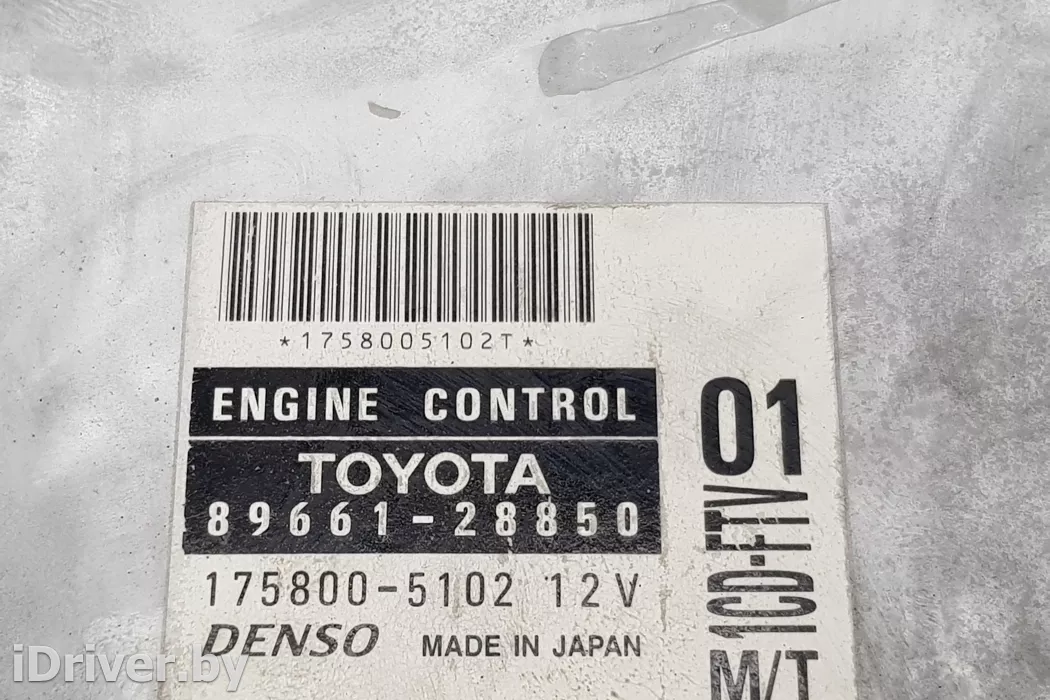 *1758005102T*
ENGINE CONTROL
TOYOTA
89661-28850
175800-5102 12V
DENSO MADE IN JAPAN
01
1CD-FTV
M/T
iDriver.by